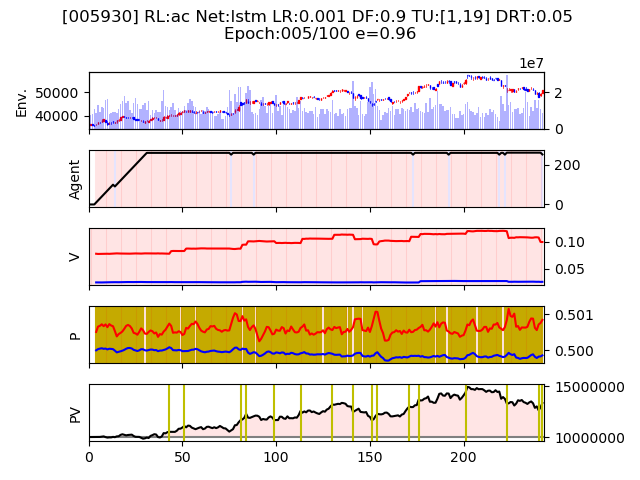 [005930] RL:ac Net:lstm LR:0.001 DF:0.9 TU:[1,19] DRT:0.05
Epoch:005/100 e=0.96
1e7
Env.
50000
40000
2
0
Agent
200
0
V
0.10
0.05
P
0.501
0.500
PV
15000000
10000000
0 50 100 150 200